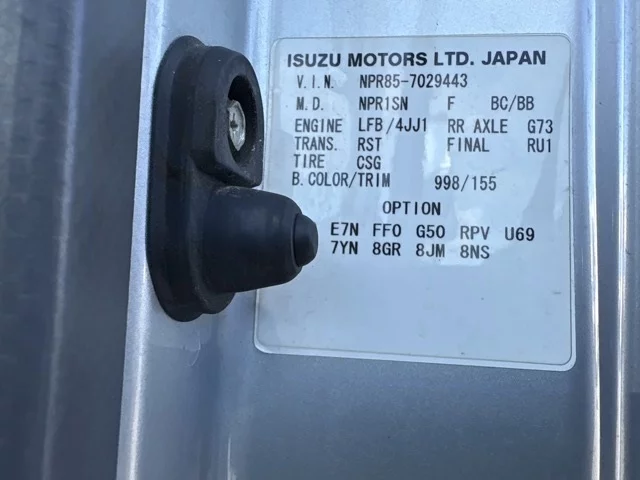 ISUZU MOTORS LTD. JAPAN
V.I.N. NPR85-7029443
M.D. NPR1SN F BC/BB
ENGINE LFB/4JJ1 RR AXLE G73
TRANS. RST FINAL RU1
TIRE CSG
B.COLOR/TRIM 998/155
OPTION
E7N FF0 G50 RPV U69
7YN 8GR 8JM 8NS